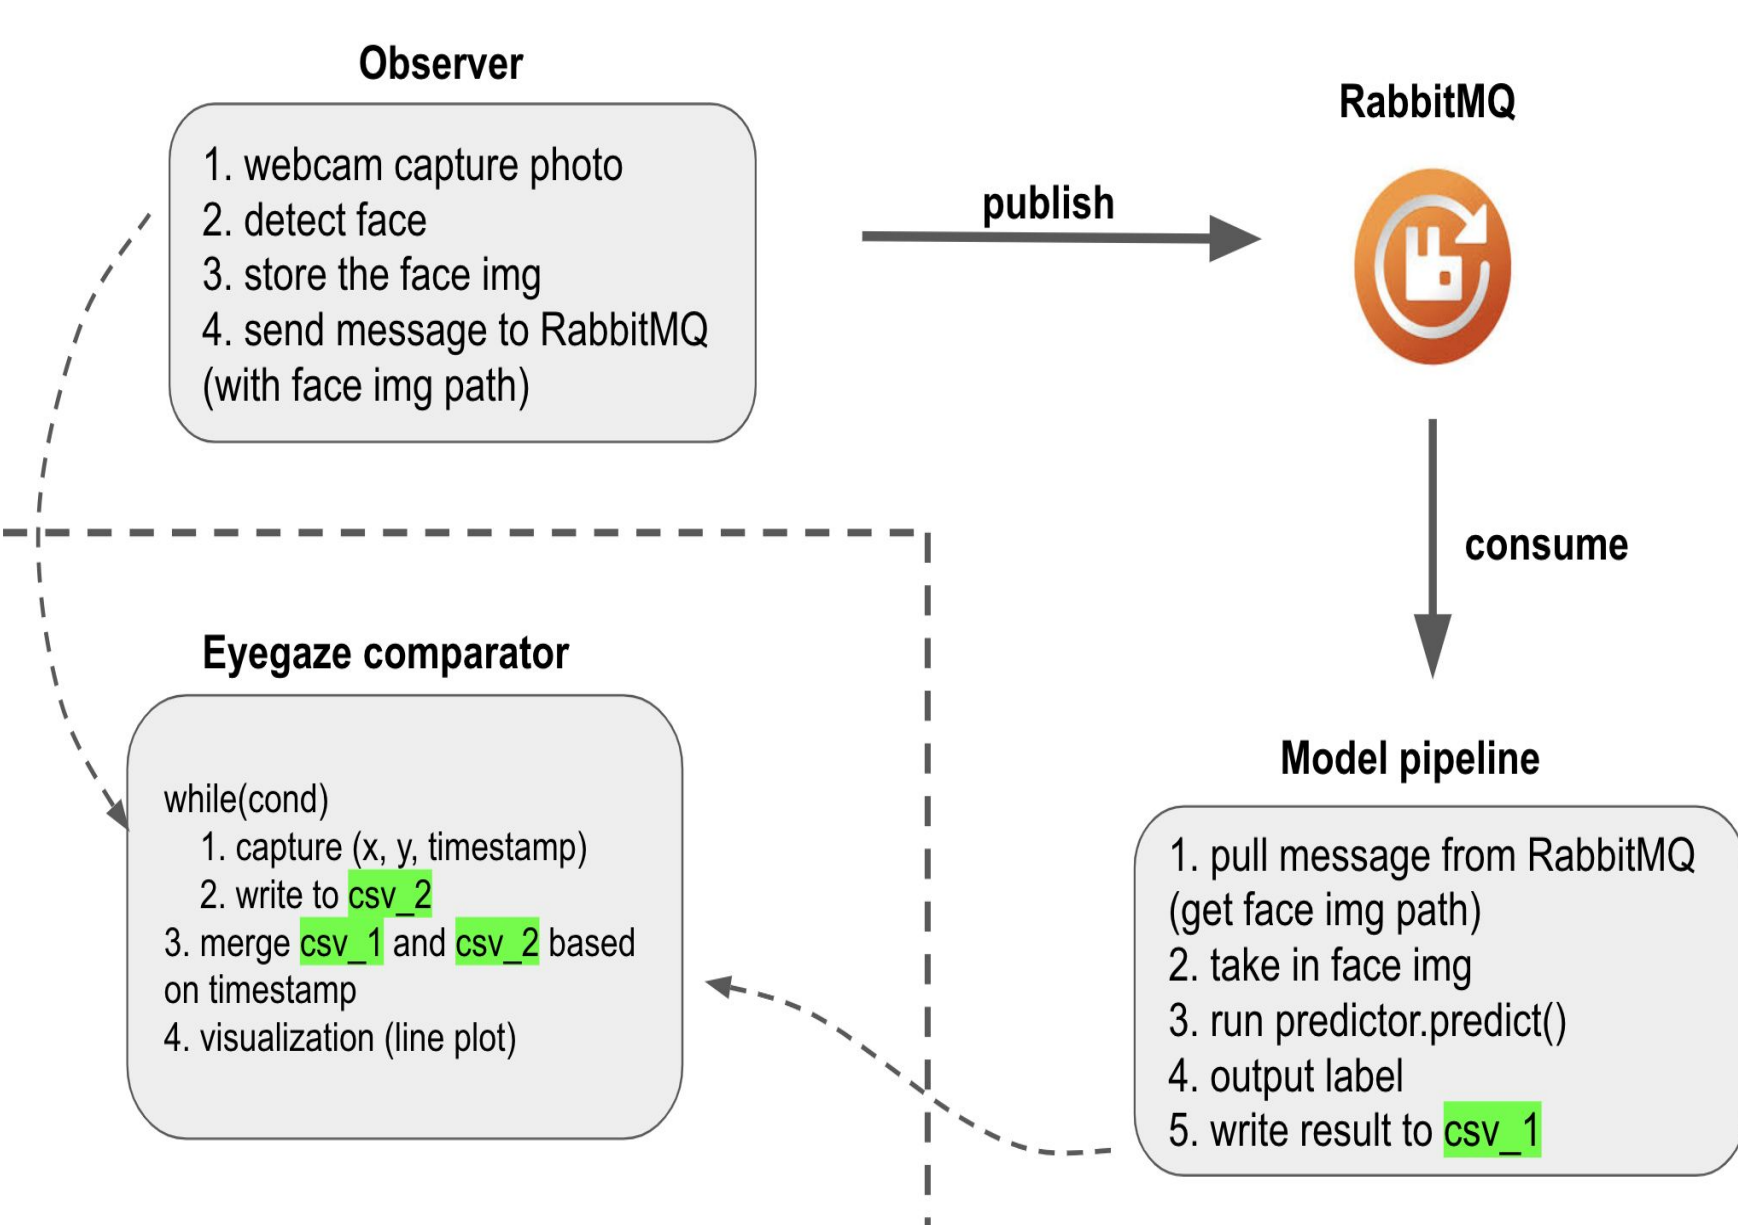 Observer
1. webcam capture photo
2. detect face
3. store the face img
4. send message to RabbitMQ
(with face img path)
publish
RabbitMQ
consume
Eyegaze comparator
while(cond)
1. capture (x, y, timestamp)
2. write to csv_2
3. merge csv_1 and csv_2 based
on timestamp
4. visualization (line plot)
Model pipeline
1. pull message from RabbitMQ
(get face img path)
2. take in face img
3. run predictor.predict()
4. output label
5. write result to csv_1